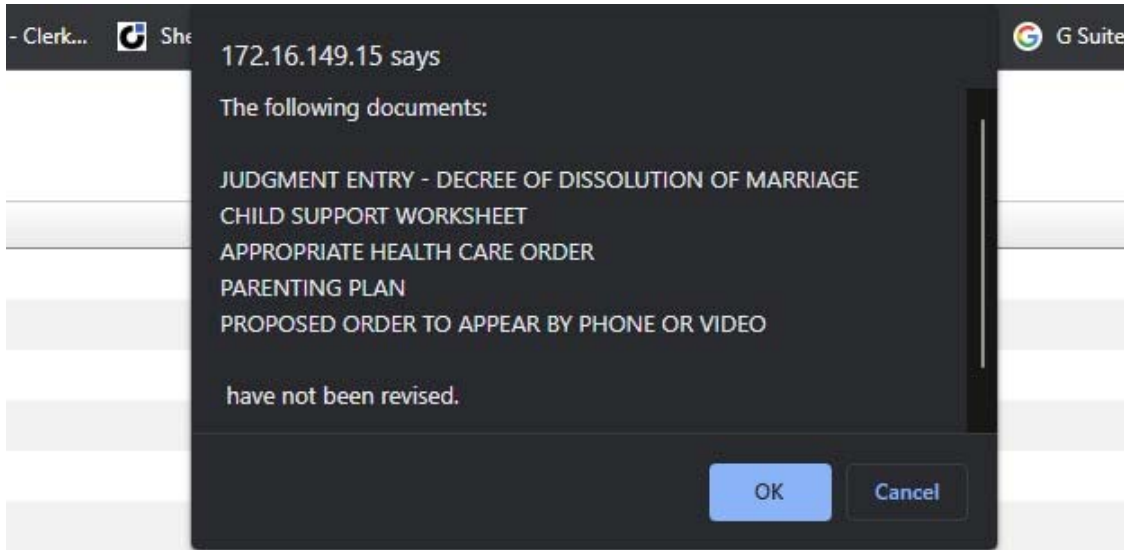 - Clerk...
She
G Suite
172.16.149.15 says
The following documents:
JUDGMENT ENTRY - DECREE OF DISSOLUTION OF MARRIAGE
CHILD SUPPORT WORKSHEET
APPROPRIATE HEALTH CARE ORDER
PARENTING PLAN
PROPOSED ORDER TO APPEAR BY PHONE OR VIDEO
have not been revised.
OK
Cancel